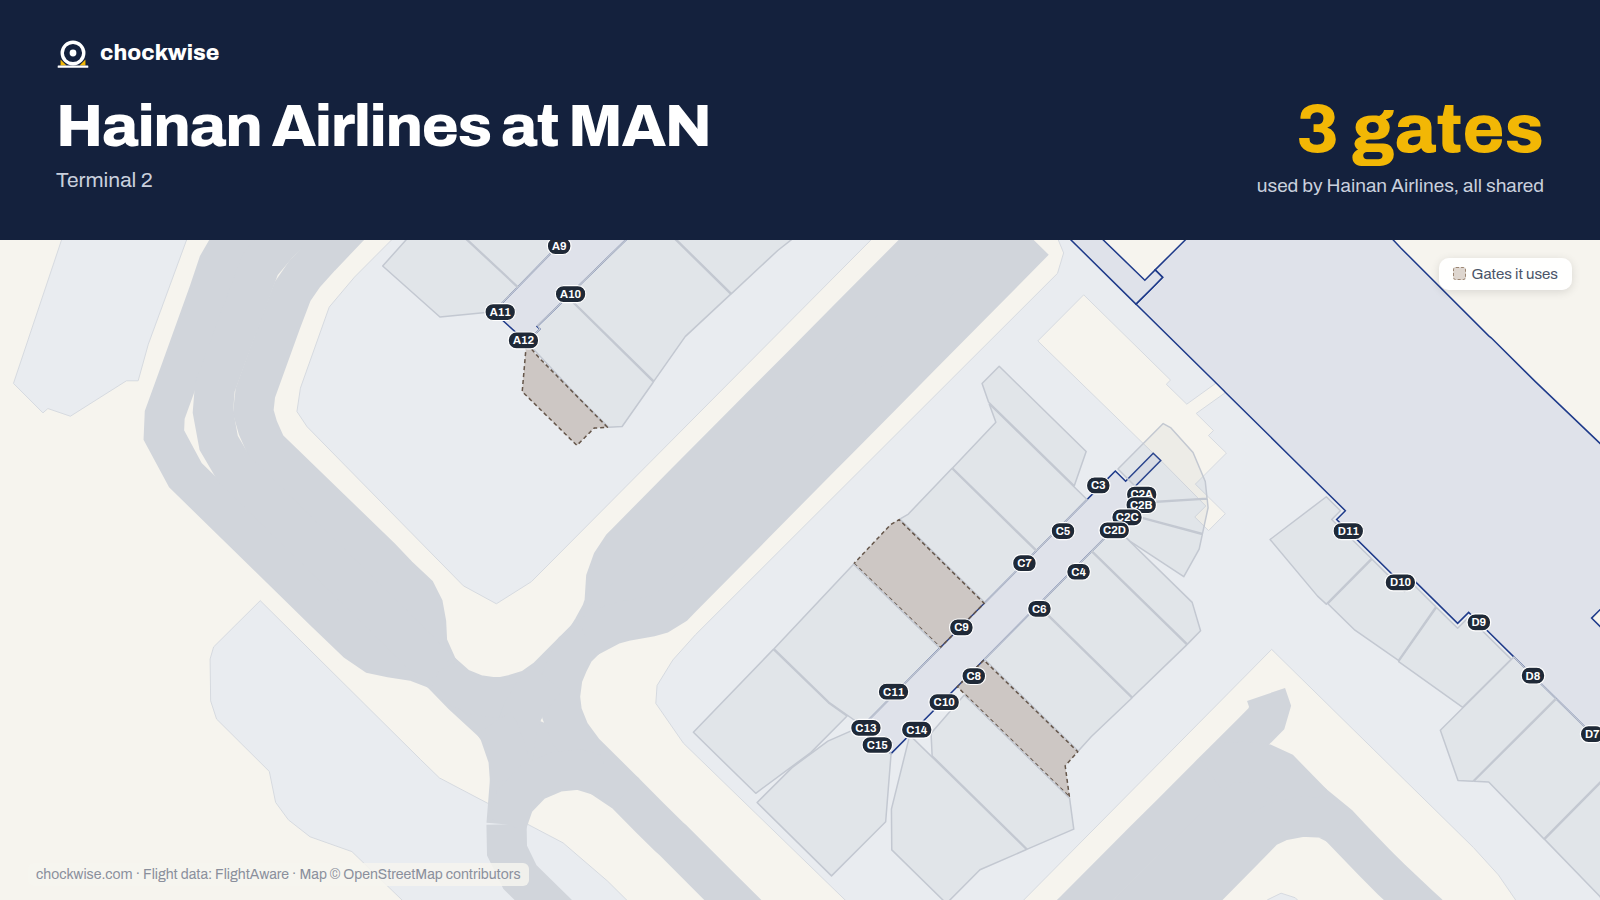 chockwise
Hainan Airlines at MAN
Terminal 2
3 gates
used by Hainan Airlines, all shared
Gates it uses
A9
A10
A11
A12
C3
C2A
C2B
C2C
C2D
C5
C7
C4
C6
C9
C8
C11
C10
C13
C14
C15
D11
D10
D9
D8
D7
chockwise.com · Flight data: FlightAware · Map © OpenStreetMap contributors